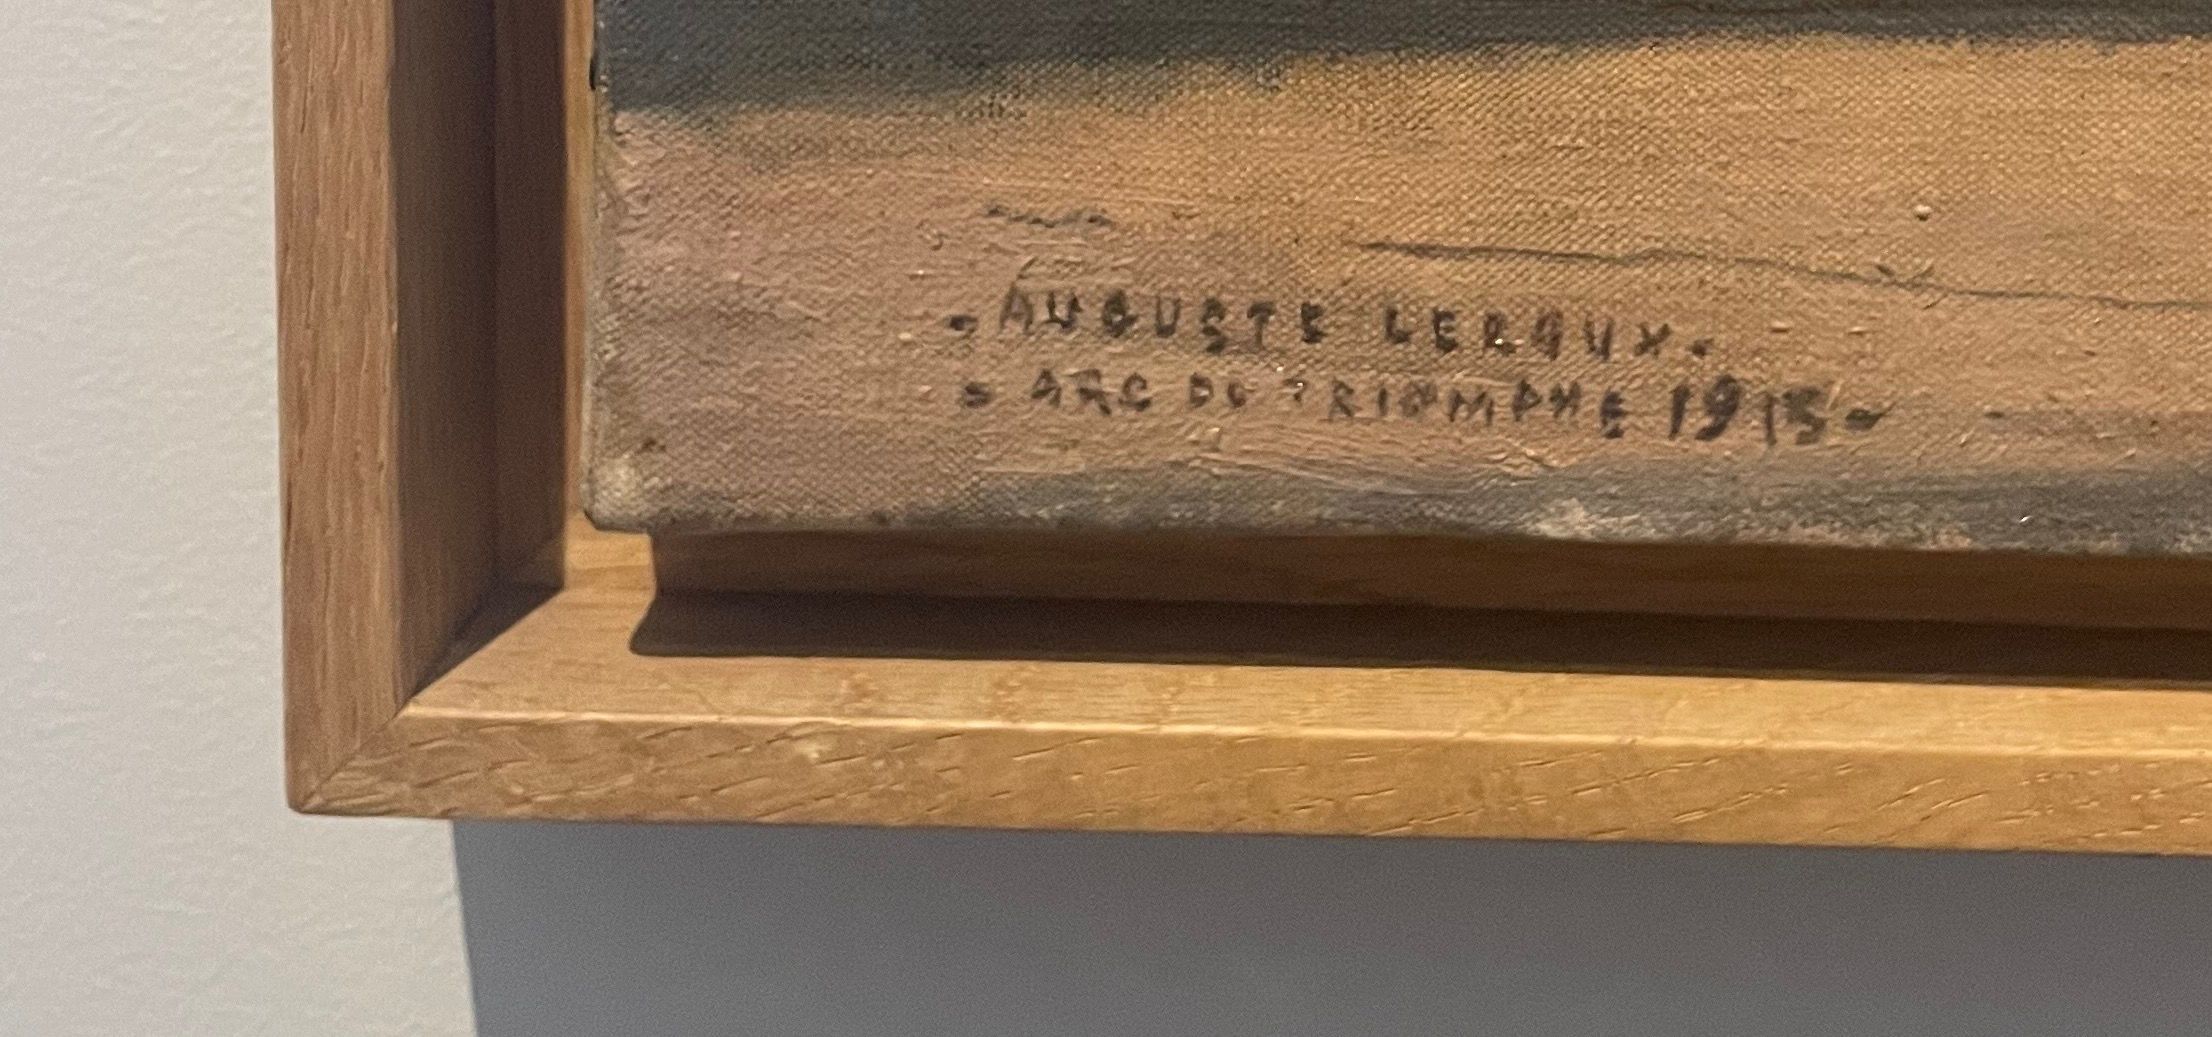 - AUGUSTE LEROUX -
- ARC DU TRIOMPHE 1915 -